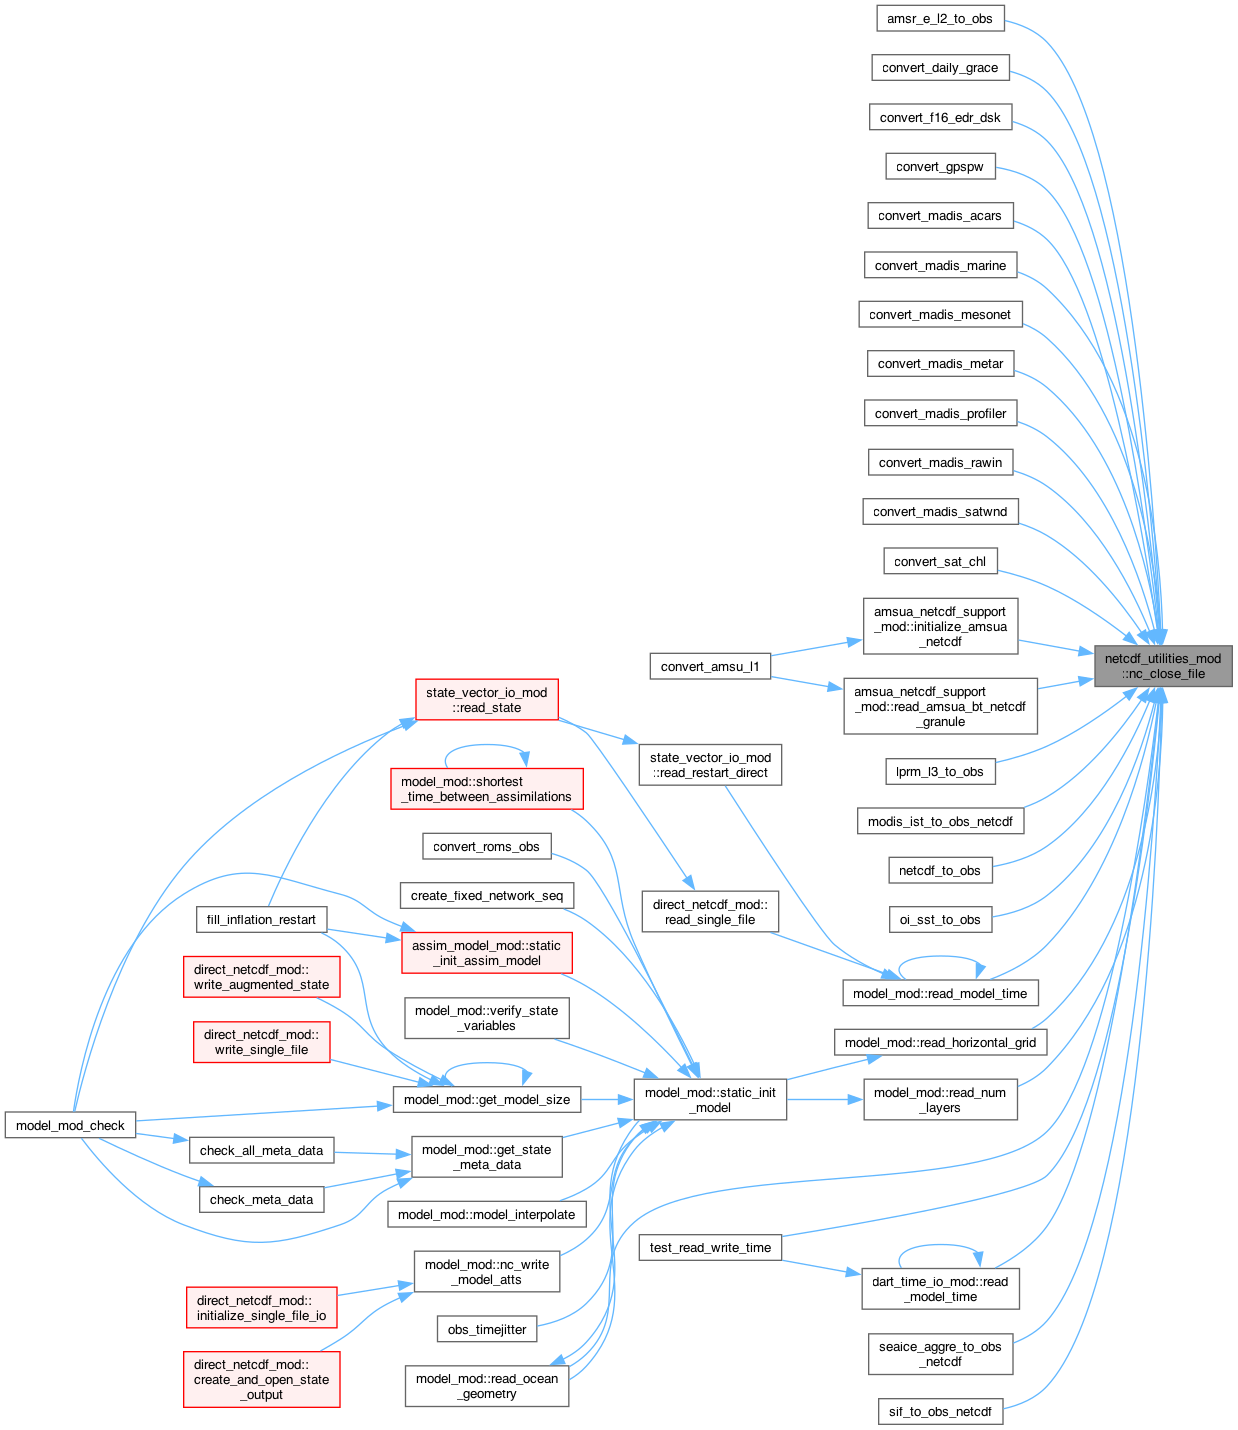 amsr_e_l2_to_obs
convert_daily_grace
convert_f16_edr_dsk
convert_gpspw
convert_madis_acars
convert_madis_marine
convert_madis_mesonet
convert_madis_metar
convert_madis_profiler
convert_madis_rawin
convert_madis_satwnd
convert_sat_chl
amsua_netcdf_support
_mod::initialize_amsua
_netcdf
netcdf_utilities_mod
::nc_close_file
convert_amsu_l1
amsua_netcdf_support
_mod::read_amsua_bt_netcdf
_granule
state_vector_io_mod
::read_state
state_vector_io_mod
::read_restart_direct
lprm_l3_to_obs
model_mod::shortest
_time_between_assimilations
modis_ist_to_obs_netcdf
convert_roms_obs
netcdf_to_obs
create_fixed_network_seq
direct_netcdf_mod::
read_single_file
fill_inflation_restart
oi_sst_to_obs
assim_model_mod::static
_init_assim_model
direct_netcdf_mod::
write_augmented_state
model_mod::read_model_time
model_mod::verify_state
_variables
direct_netcdf_mod::
write_single_file
model_mod::read_horizontal_grid
model_mod::get_model_size
model_mod::static_init
_model
model_mod::read_num
_layers
model_mod_check
check_all_meta_data
model_mod::get_state
_meta_data
check_meta_data
model_mod::model_interpolate
test_read_write_time
model_mod::nc_write
_model_atts
dart_time_io_mod::read
_model_time
direct_netcdf_mod::
initialize_single_file_io
obs_timejitter
seaice_aggre_to_obs
_netcdf
direct_netcdf_mod::
create_and_open_state
_output
model_mod::read_ocean
_geometry
sif_to_obs_netcdf